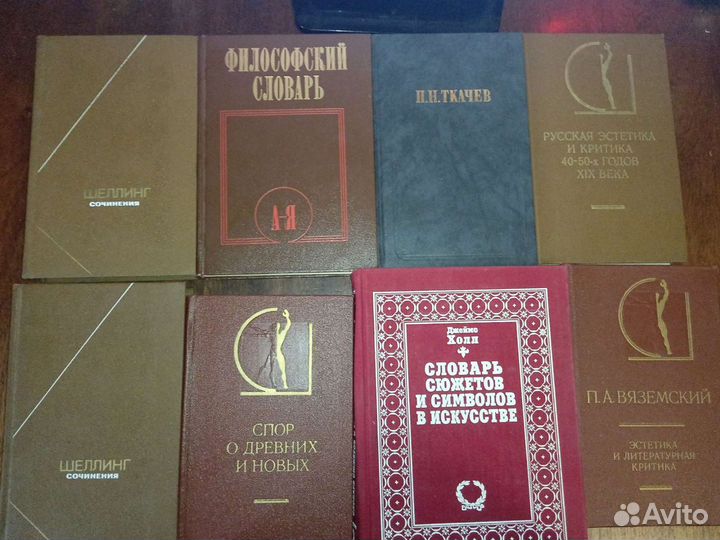 ШЕЛЛИНГ
СОЧИНЕНИЯ
ФИЛОСОФСКИЙ
СЛОВАРЬ
А-Я
П.Н.ТКАЧЕВ
РУССКАЯ ЭСТЕТИКА
И КРИТИКА
40-50-х ГОДОВ
XIX ВЕКА
ШЕЛЛИНГ
СОЧИНЕНИЯ
СПОР
О ДРЕВНИХ
И НОВЫХ
Джеймс
Холл
СЛОВАРЬ
СЮЖЕТОВ
И СИМВОЛОВ
В ИСКУССТВЕ
П.А.ВЯЗЕМСКИЙ
ЭСТЕТИКА
И ЛИТЕРАТУРНАЯ
КРИТИКА
Avito